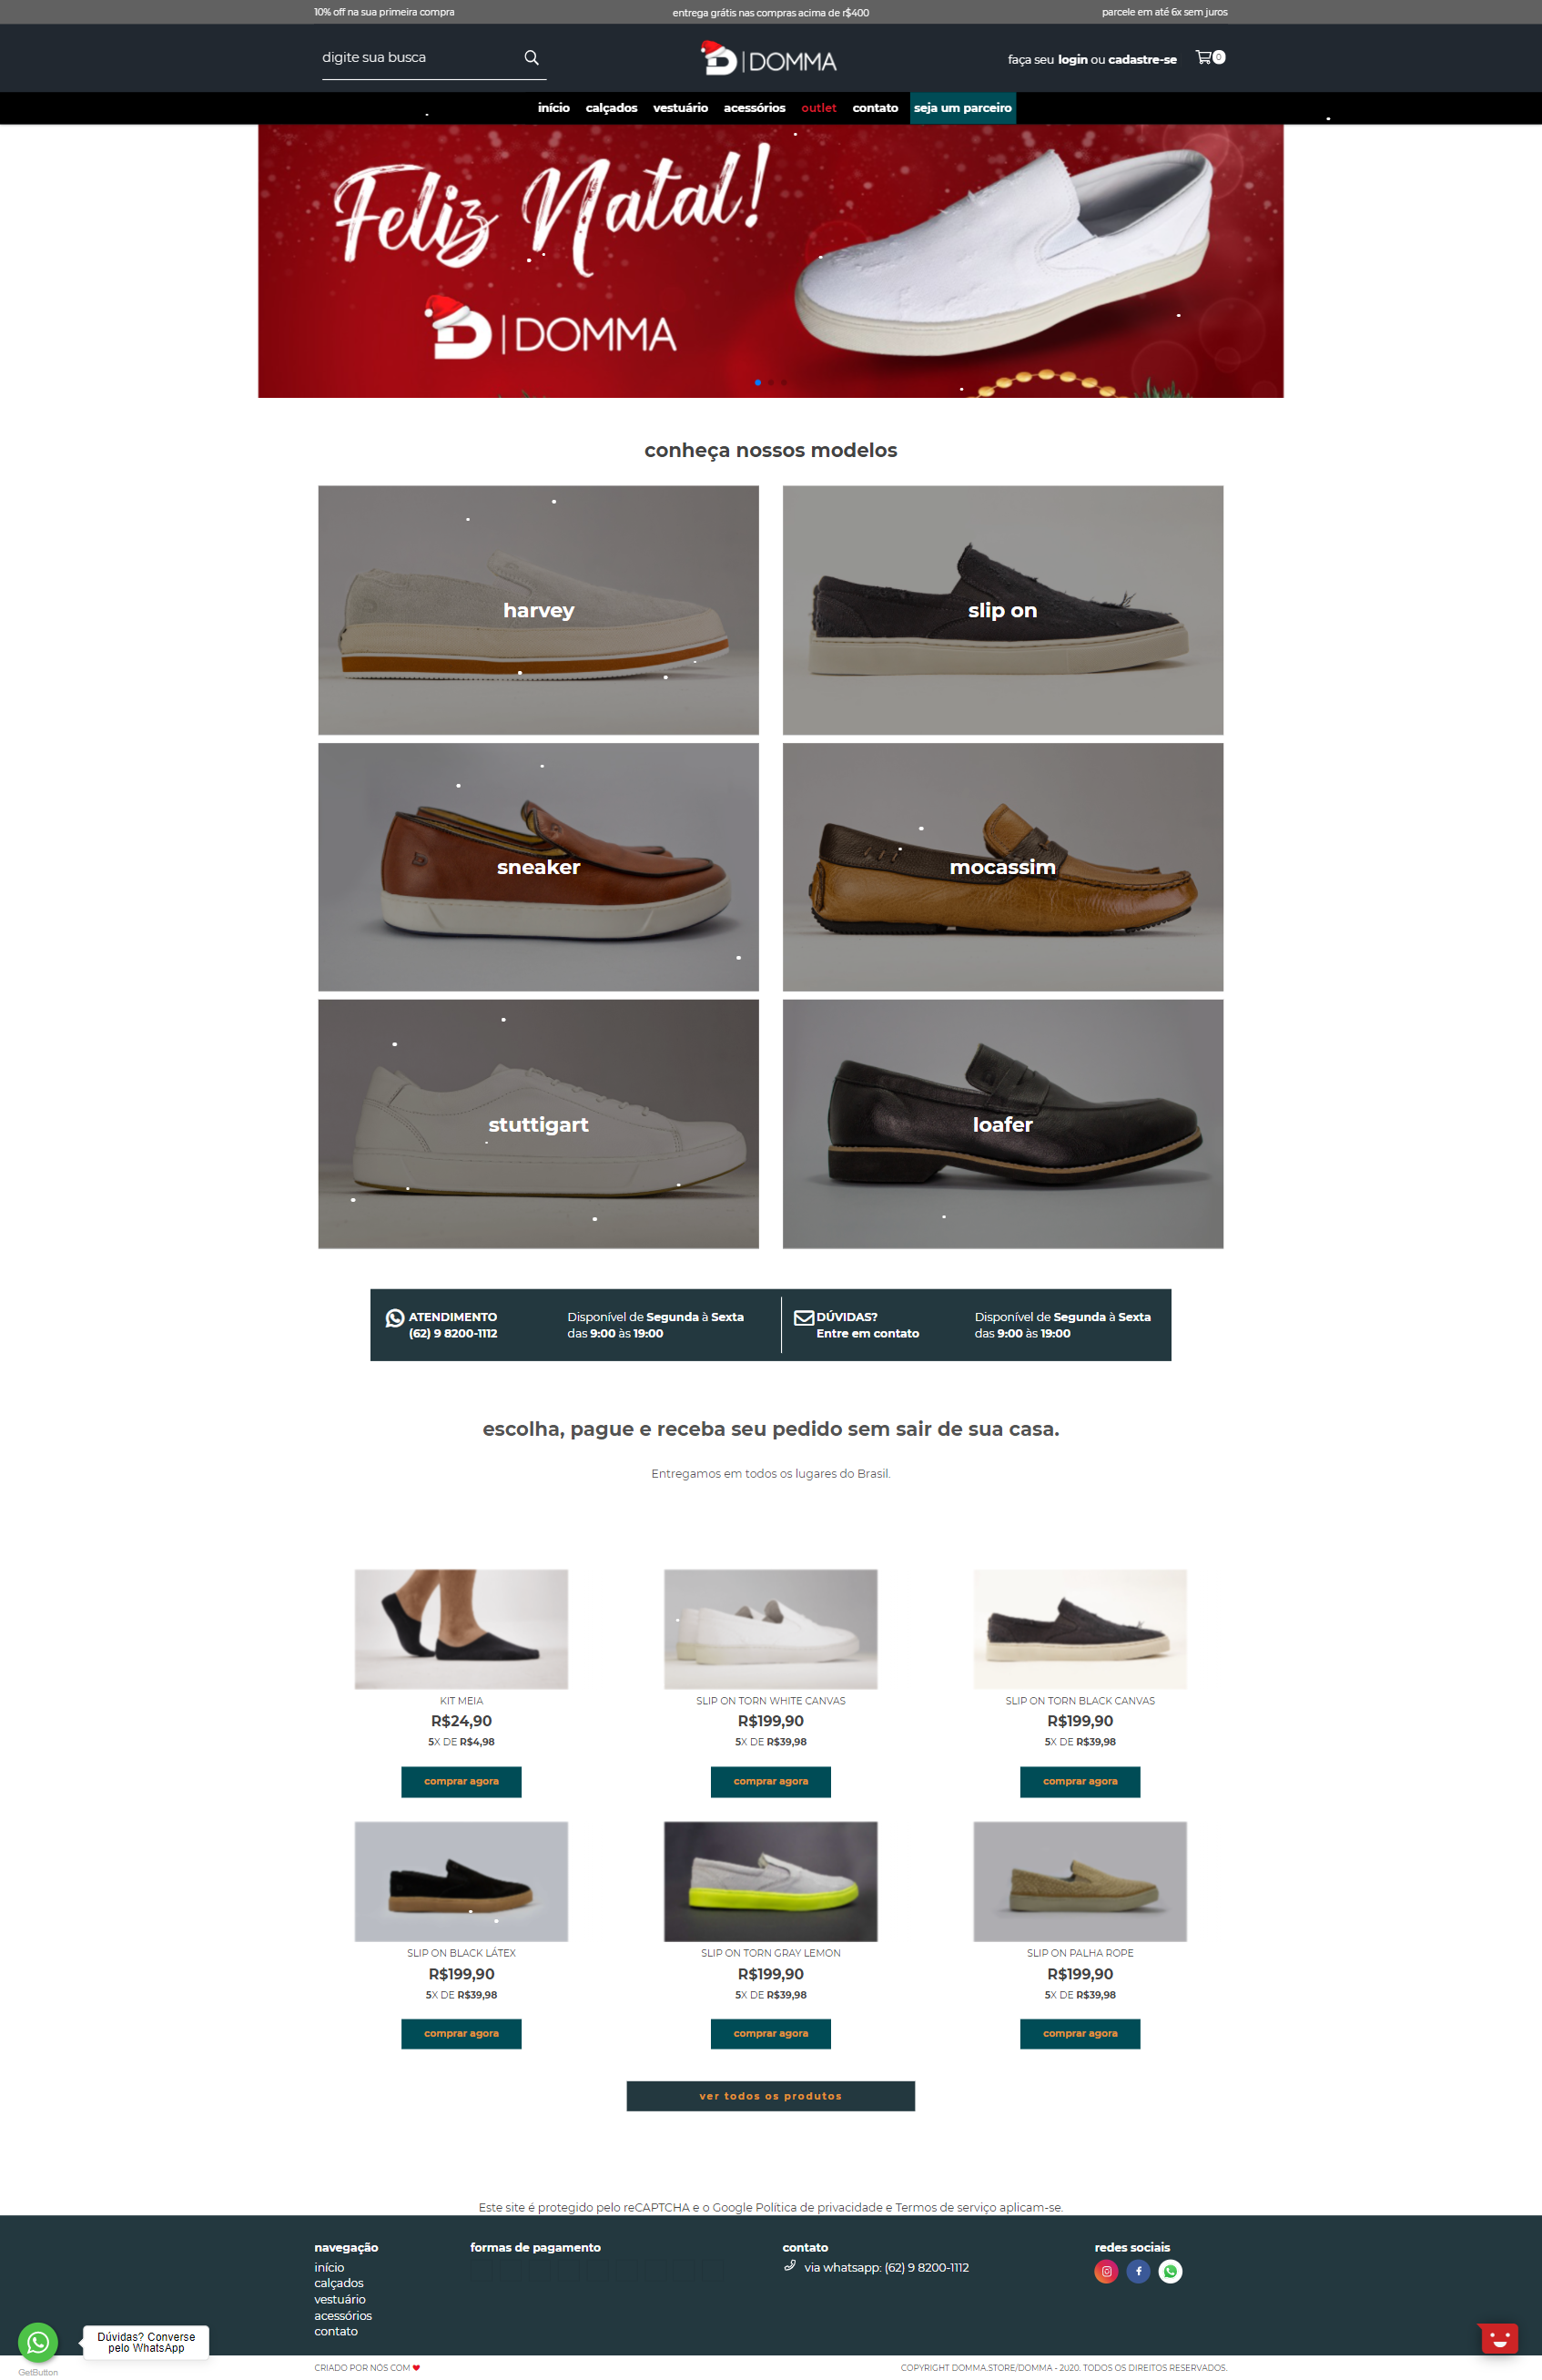 10% off na sua primeira compra
entrega grátis nas compras acima de r$400
parcele em até 6x sem juros
digite sua busca
D | DOMMA
faça seu login ou cadastre-se
0
início calçados vestuário acessórios outlet contato seja um parceiro
Feliz Natal!
D | DOMMA
conheça nossos modelos
harvey
slip on
sneaker
mocassim
stuttigart
loafer
ATENDIMENTO
(62) 9 8200-1112
Disponível de Segunda à Sexta
das 9:00 às 19:00
DÚVIDAS?
Entre em contato
Disponível de Segunda à Sexta
das 9:00 às 19:00
escolha, pague e receba seu pedido sem sair de sua casa.
Entregamos em todos os lugares do Brasil.
KIT MEIA
R$24,90
5X DE R$4,98
comprar agora
SLIP ON TORN WHITE CANVAS
R$199,90
5X DE R$39,98
comprar agora
SLIP ON TORN BLACK CANVAS
R$199,90
5X DE R$39,98
comprar agora
SLIP ON BLACK LÁTEX
R$199,90
5X DE R$39,98
comprar agora
SLIP ON TORN GRAY LEMON
R$199,90
5X DE R$39,98
comprar agora
SLIP ON PALHA ROPE
R$199,90
5X DE R$39,98
comprar agora
ver todos os produtos
Este site é protegido pelo reCAPTCHA e o Google Política de privacidade e Termos de serviço aplicam-se.
navegação
início
calçados
vestuário
acessórios
contato
formas de pagamento
contato
via whatsapp: (62) 9 8200-1112
redes sociais
Dúvidas? Converse
pelo WhatsApp
GetButton
CRIADO POR NÓS COM ❤
COPYRIGHT DOMMA.STORE/DOMMA - 2020. TODOS OS DIREITOS RESERVADOS.